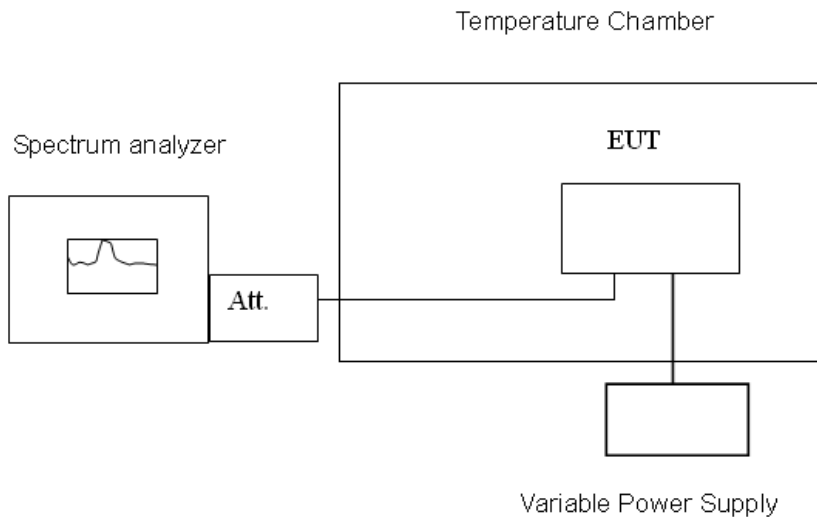 Temperature Chamber
EUT
Spectrum analyzer
Att.
Variable Power Supply